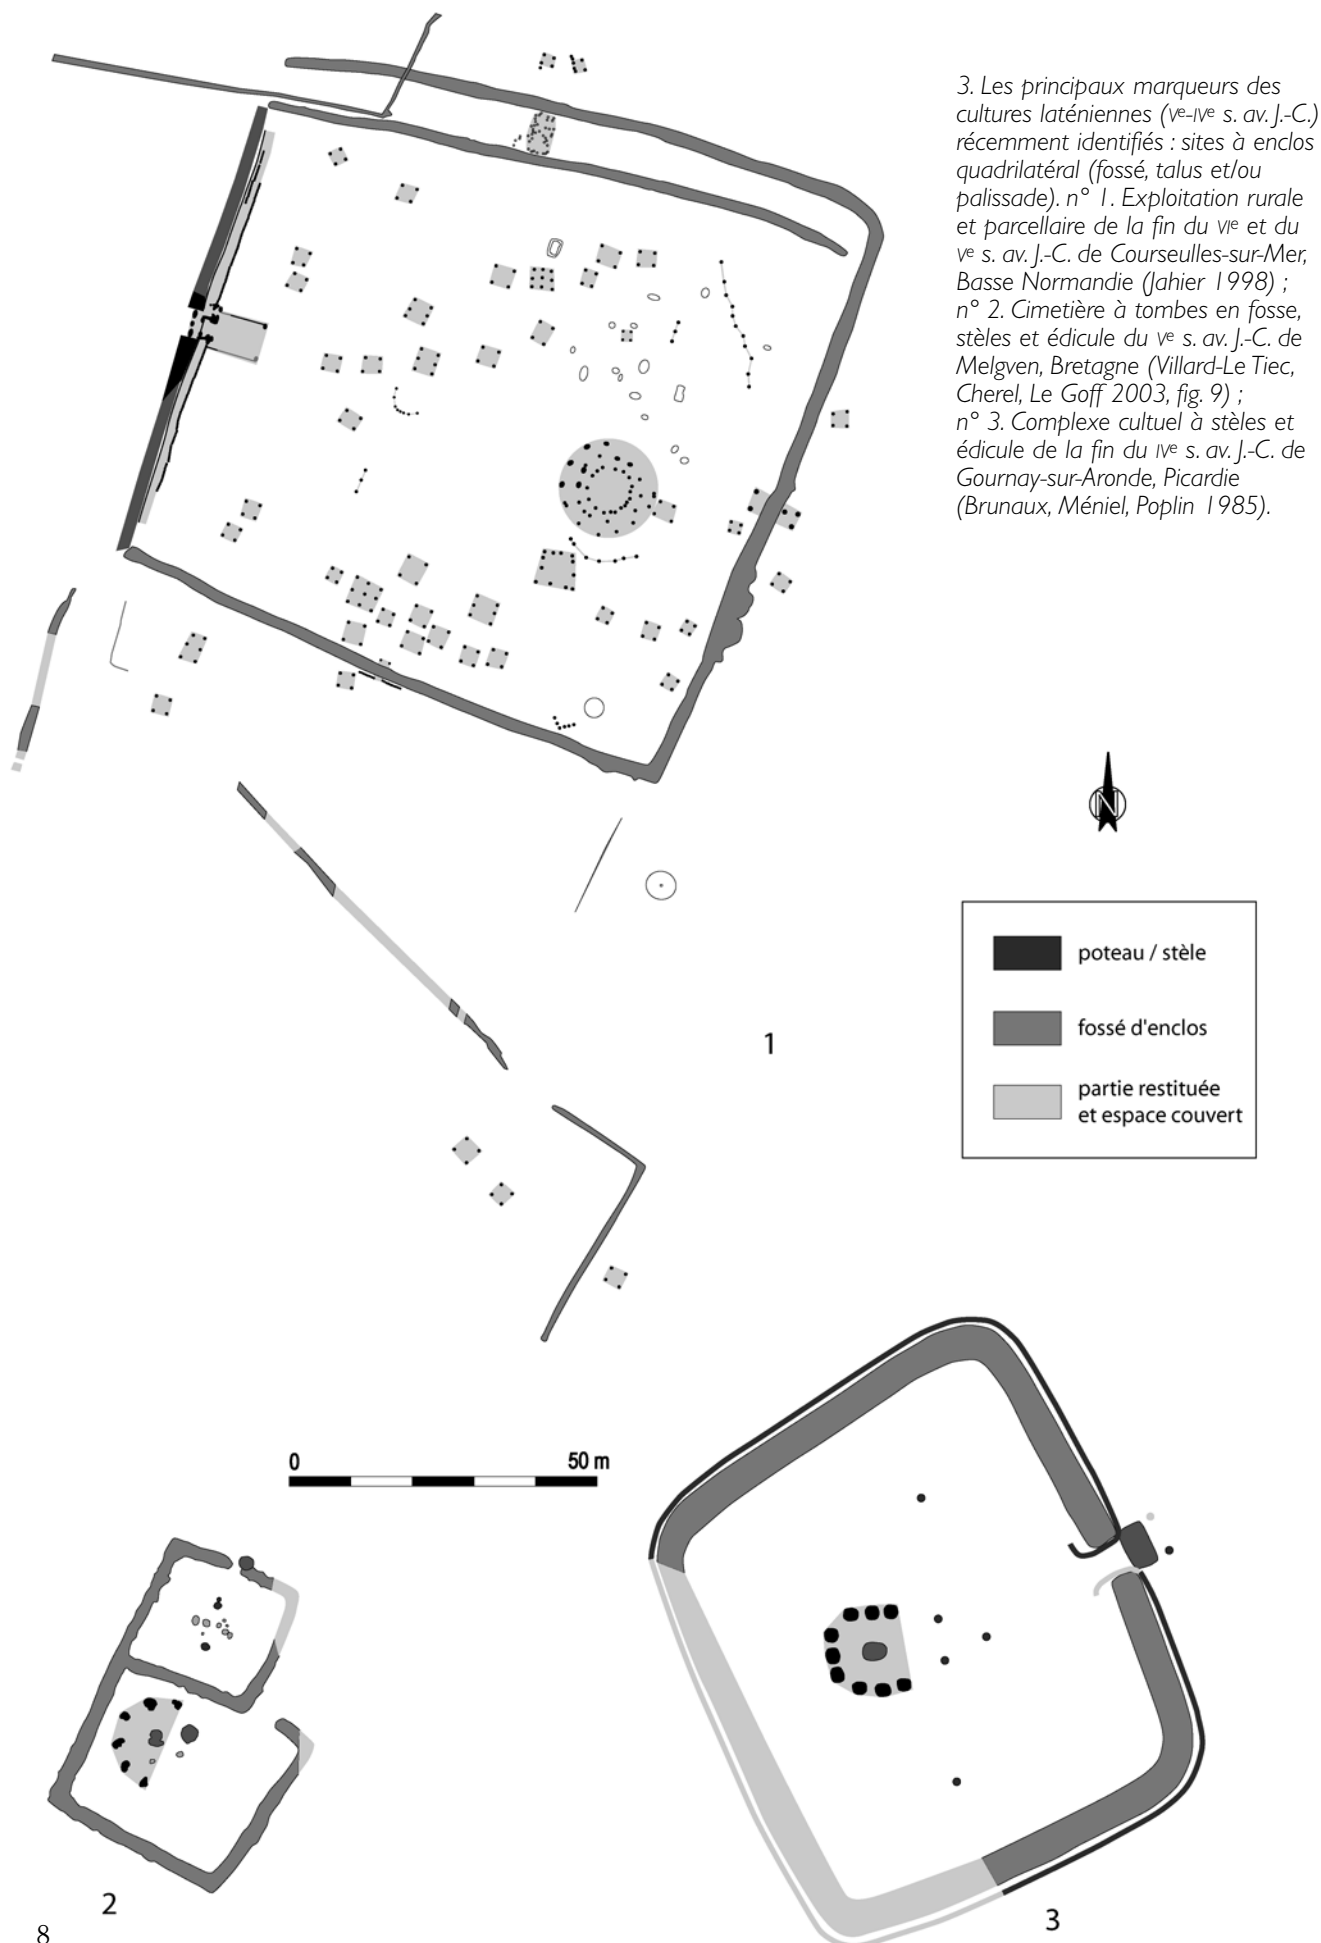 3. Les principaux marqueurs des
cultures laténiennes (Ve-IVe s. av. J.-C.)
récemment identifiés : sites à enclos
quadrilatéral (fossé, talus et/ou
palissade). n° 1. Exploitation rurale
et parcellaire de la fin du VIe et du
Ve s. av. J.-C. de Courseulles-sur-Mer,
Basse Normandie (Jahier 1998) ;
n° 2. Cimetière à tombes en fosse,
stèles et édicule du Ve s. av. J.-C. de
Melgven, Bretagne (Villard-Le Tiec,
Cherel, Le Goff 2003, fig. 9) ;
n° 3. Complexe cultuel à stèles et
édicule de la fin du IVe s. av. J.-C. de
Gournay-sur-Aronde, Picardie
(Brunaux, Méniel, Poplin 1985).
N
poteau / stèle
fossé d'enclos
partie restituée
et espace couvert
1
0 50 m
2
3
8